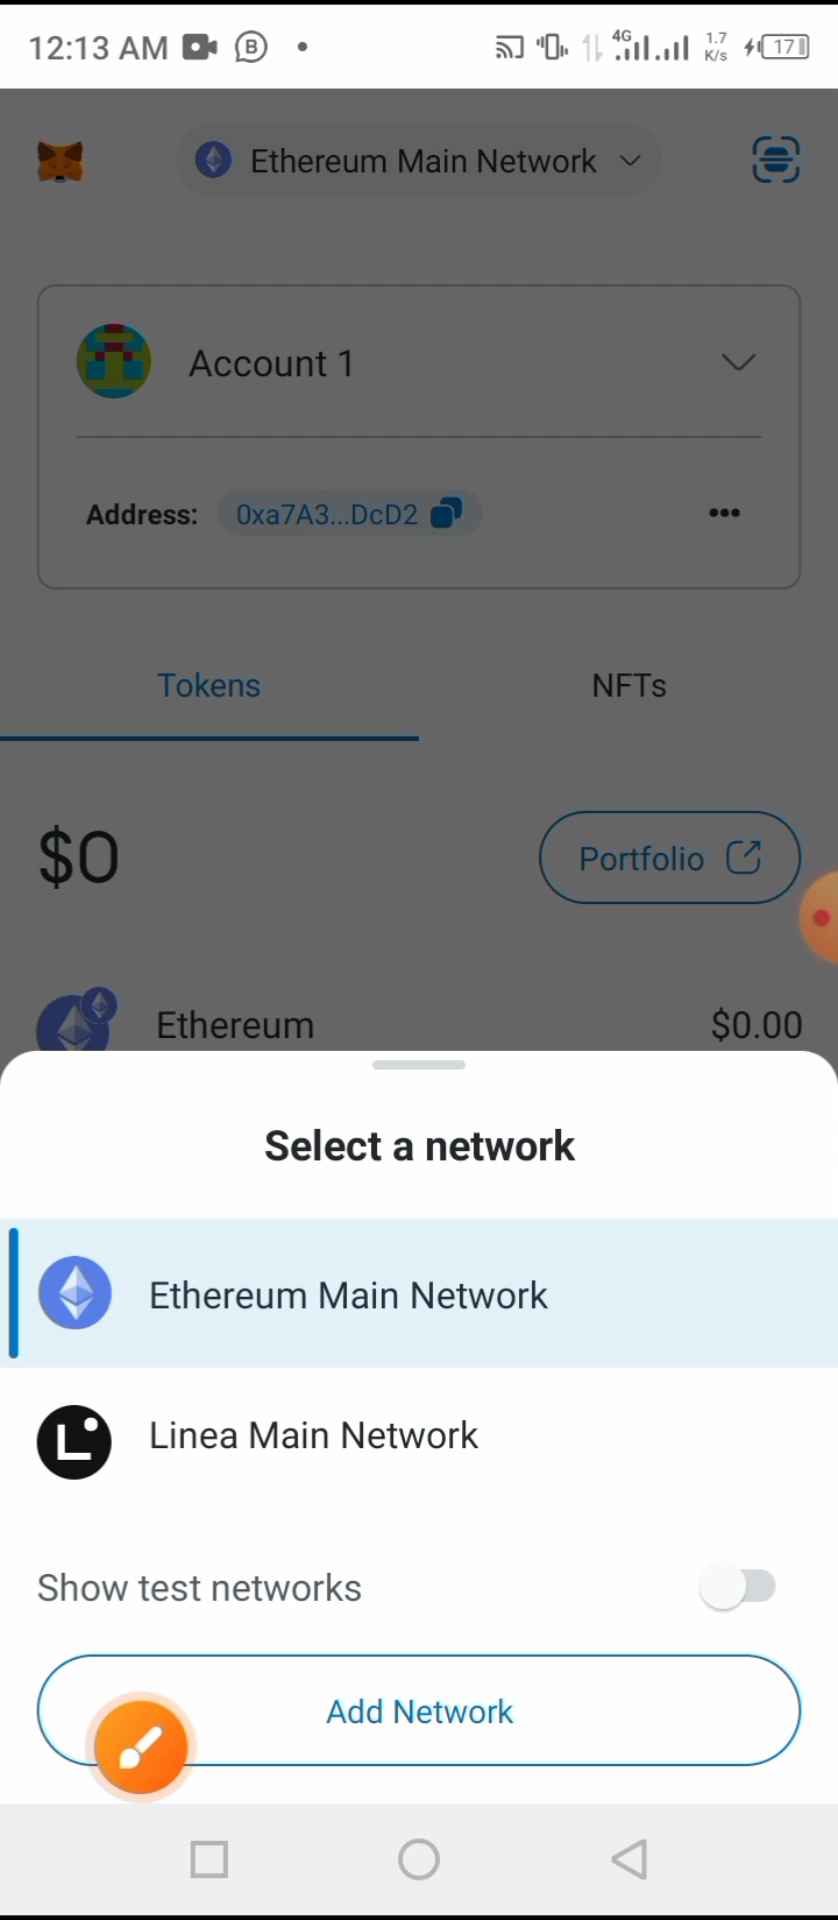 12:13 AM B 4G 1.7 K/s 17
Ethereum Main Network
Account 1
Address: 0xa7A3...DcD2
Tokens NFTs
$0 Portfolio
Ethereum $0.00
Select a network
Ethereum Main Network
Linea Main Network
Show test networks
Add Network